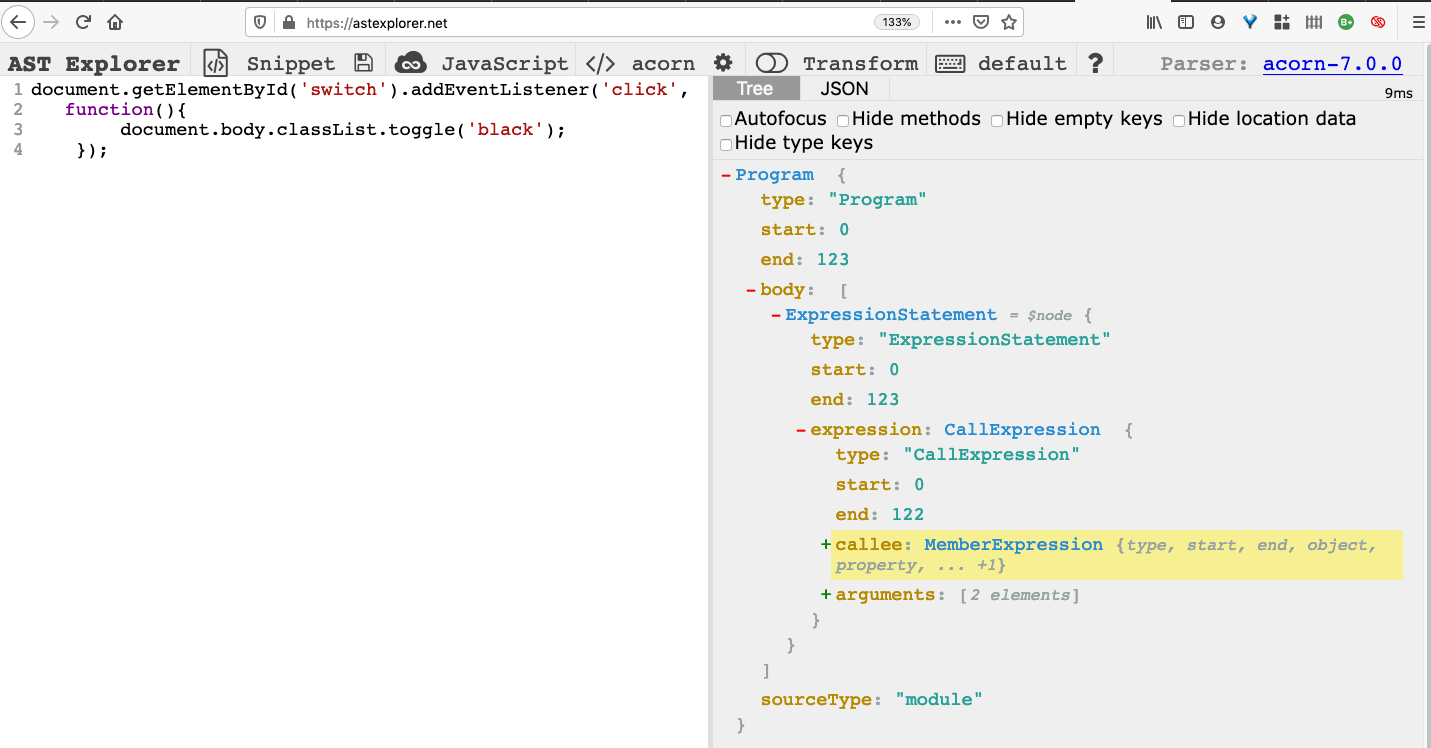 https://astexplorer.net
133%
AST Explorer Snippet JavaScript </> acorn Transform default ? Parser: acorn-7.0.0
1 document.getElementById('switch').addEventListener('click',
2 function(){
3 document.body.classList.toggle('black');
4 });
Tree JSON
9ms
Autofocus Hide methods Hide empty keys Hide location data
Hide type keys
-Program {
type: "Program"
start: 0
end: 123
-body: [
-ExpressionStatement = $node {
type: "ExpressionStatement"
start: 0
end: 123
-expression: CallExpression {
type: "CallExpression"
start: 0
end: 122
+callee: MemberExpression {type, start, end, object,
property, ... +1}
+arguments: [2 elements]
}
}
]
sourceType: "module"
}